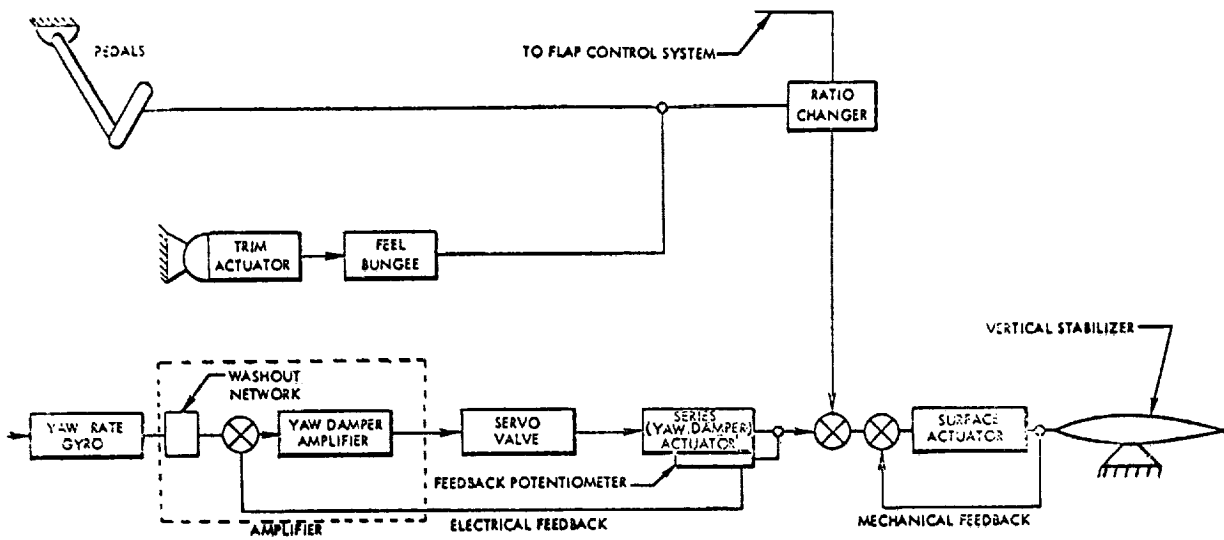 PEDALS
TO FLAP CONTROL SYSTEM
RATIO
CHANGER
TRIM
ACTUATOR
FEEL
BUNGEE
VERTICAL STABILIZER
WASHOUT
NETWORK
YAW RATE
GYRO
YAW DAMPER
AMPLIFIER
SERVO
VALVE
SERIES
(YAW DAMPER)
ACTUATOR
SURFACE
ACTUATOR
FEEDBACK POTENTIOMETER
AMPLIFIER
ELECTRICAL FEEDBACK
MECHANICAL FEEDBACK